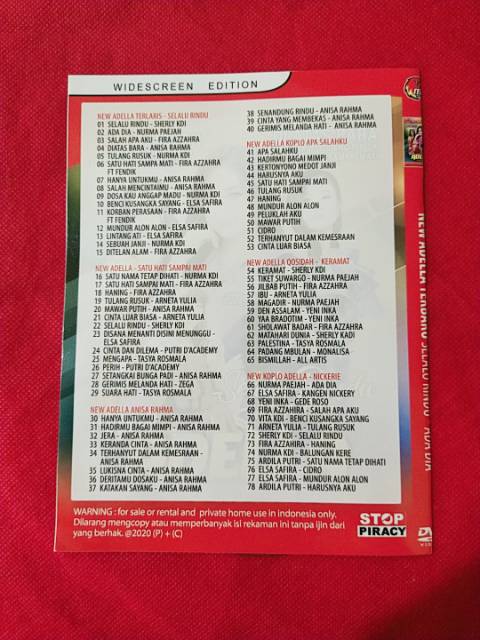 WIDESCREEN EDITION
NEW ADELLA TERLARIS - SELALU RINDU
01 SELALU RINDU - SHERLY KDI
02 ADA DIA - NURMA PAEJAH
03 SALAH APA AKU - FIRA AZZAHRA
04 DIATAS BARA - ANISA RAHMA
05 TULANG RUSUK - NURMA KDI
06 SATU HATI SAMPA MATI - FIRA AZZAHRA
FT FENDIK
07 HANYA UNTUKMU - ANISA RAHMA
08 SALAH MENCINTAIMU - ANISA RAHMA
09 DOSA KAU ANGGAP MADU - NURMA KDI
10 BENCI KUSANGKA SAYANG - ELSA SAFIRA
11 KORBAN PERASAAN - FIRA AZZAHRA
FT FENDIK
12 MUNDUR ALON ALON - ELSA SAFIRA
13 LINTANG ATI - ELSA SAFIRA
14 SEBUAH JANJI - NURMA KDI
15 DITELAN ALAM - FIRA AZZAHRA
NEW ADELLA - SATU HATI SAMPAI MATI
16 SATU NAMA TETAP DIHATI - NURMA KDI
17 SATU HATI SAMPAI MATI - FIRA AZZAHRA
18 HANING - FIRA AZZAHRA
19 TULANG RUSUK - ARNETA YULIA
20 MAWAR PUTIH - ANISA RAHMA
21 CINTA LUAR BIASA - ARNETA YULIA
22 SELALU RINDU - SHERLY KDI
23 DISANA MENANTI DISINI MENUNGGU -
ELSA SAFIRA
24 CINTA DAN DILEMA - PUTRI D'ACADEMY
25 MENGAPA - TASYA ROSMALA
26 PERIH - PUTRI D'ACADEMY
27 SETANGKAI BUNGA PADI - ANISA RAHMA
28 GERIMIS MELANDA HATI - ZEGA
29 SUARA HATI - TASYA ROSMALA
NEW ADELLA ANISA RAHMA
30 HANYA UNTUKMU - ANISA RAHMA
31 HADIRMU BAGAI MIMPI - ANISA RAHMA
32 JERA - ANISA RAHMA
33 KERANDA CINTA - ANISA RAHMA
34 TERHANYUT DALAM KEMESRAAN -
ANISA RAHMA
35 LUKISNA CINTA - ANISA RAHMA
36 DERITAMU DOSAKU - ANISA RAHMA
37 KATAKAN SAYANG - ANISA RAHMA
38 SENANDUNG RINDU - ANISA RAHMA
39 CINTA YANG MEMBEKAS - ANISA RAHMA
40 GERIMIS MELANDA HATI - ANISA RAHMA
NEW ADELLA KOPLO APA SALAHKU
41 APA SALAHKU
42 HADIRMU BAGAI MIMPI
43 KERTONYONO MEDOT JANJI
44 HARUSNYA AKU
45 SATU HATI SAMPAI MATI
46 TULANG RUSUK
47 HANING
48 MUNDUR ALON ALON
49 PELUKLAH AKU
50 MAWAR PUTIH
51 CIDRO
52 TERHANYUT DALAM KEMESRAAN
53 CINTA LUAR BIASA
NEW ADELLA QOSIDAH - KERAMAT
54 KERAMAT - SHERLY KDI
55 TIKET SUWARGO - NURMA PAEJAH
56 JILBAB PUTIH - FIRA AZZAHRA
57 IBU - ARNETA YULIA
58 MAGADIR - NURMA PAEJAH
59 DEN ASSALAM - YENI INKA
60 YAA BRADOTIM - YENI INKA
61 SHOLAWAT BADAR - FIRA AZZAHRA
62 MATAHARI DUNIA - SHERLY KDI
63 PALESTINA - TASYA ROSMALA
64 PADANG MBULAN - MONALISA
65 BISMILLAH - ALL ARTIS
NEW KOPLO ADELLA - NICKERIE
66 NURMA PAEJAH - ADA DIA
67 ELSA SAFIRA - KANGEN NICKERY
68 YENI INKA - GEDE ROSO
69 FIRA AZZAHRA - SALAH APA AKU
70 VITA KDI - BENCI KUSANGKA SAYANG
71 ARNETA YULIA - TULANG RUSUK
72 SHERLY KDI - SELALU RINDU
73 FIRA AZZAHRA - HANING
74 NURMA KDI - BALUNGAN KERE
75 ARDILA PUTRI - SATU NAMA TETAP DIHATI
76 ELSA SAFIRA - CIDRO
77 ELSA SAFIRA - MUNDUR ALON ALON
78 ARDILA PUTRI - HARUSNYA AKU
WARNING : for sale or rental and private home use in indonesia only.
Dilarang mengcopy atau memperbanyak isi rekaman ini tanpa ijin dari
yang berhak. @2020 (P) + (C)
STOP
PIRACY
NEW ADELLA TERBARU SELALU RINDU - ADA DIA